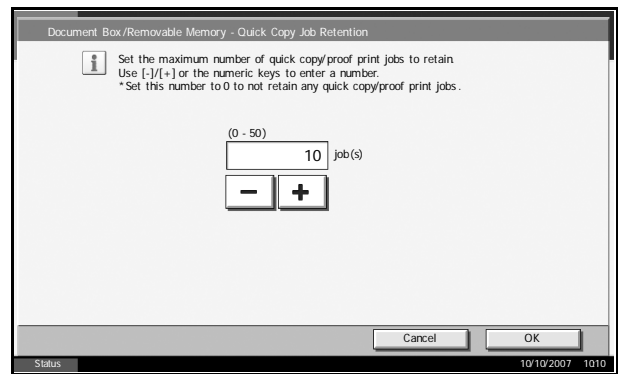 Document Box/Removable Memory - Quick Copy Job Retention
Set the maximum number of quick copy/proof print jobs to retain.
Use [-]/[+] or the numeric keys to enter a number.
*Set this number to 0 to not retain any quick copy/proof print jobs.
(0 - 50)
10 job(s)
− +
Cancel OK
Status 10/10/2007 10:10